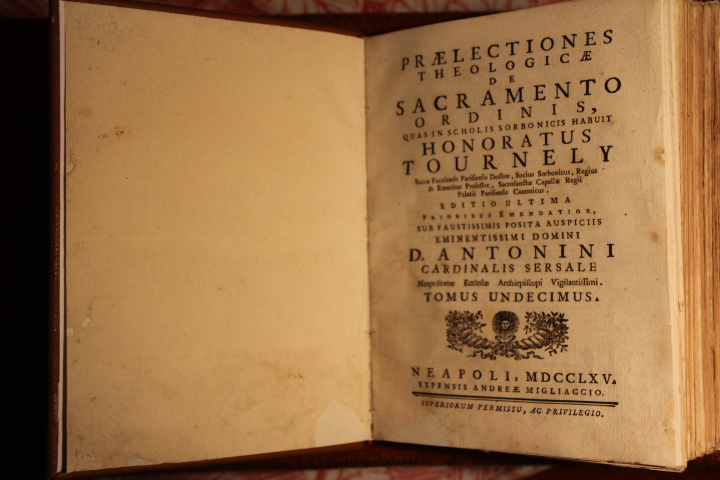 PRÆLECTIONES
THEOLOGICÆ
DE
SACRAMENTO
ORDINIS,
QUAS IN SCHOLIS SORBONICIS HABUIT
HONORATUS
TOURNELY
Sacræ Facultatis Parisiensis Doctor, Socius Sorbonicus, Regius
& Emeritus Professor, Sacrosanctæ Capellæ Regii
Palatii Parisiensis Canonicus.
EDITIO ULTIMA
PRIORIBUS EMENDATIOR,
SUB FAUSTISSIMIS POSITA AUSPICIIS
EMINENTISSIMI DOMINI
D. ANTONINI
CARDINALIS SERSALE
Neapolitanæ Ecclesiæ Archiepiscopi Vigilantissimi.
TOMUS UNDECIMUS.
NEAPOLI: MDCCLXV.
EXPENSIS ANDREÆ MIGLIACCIO.
SUPERIORUM PERMISSU, AC PRIVILEGIO.